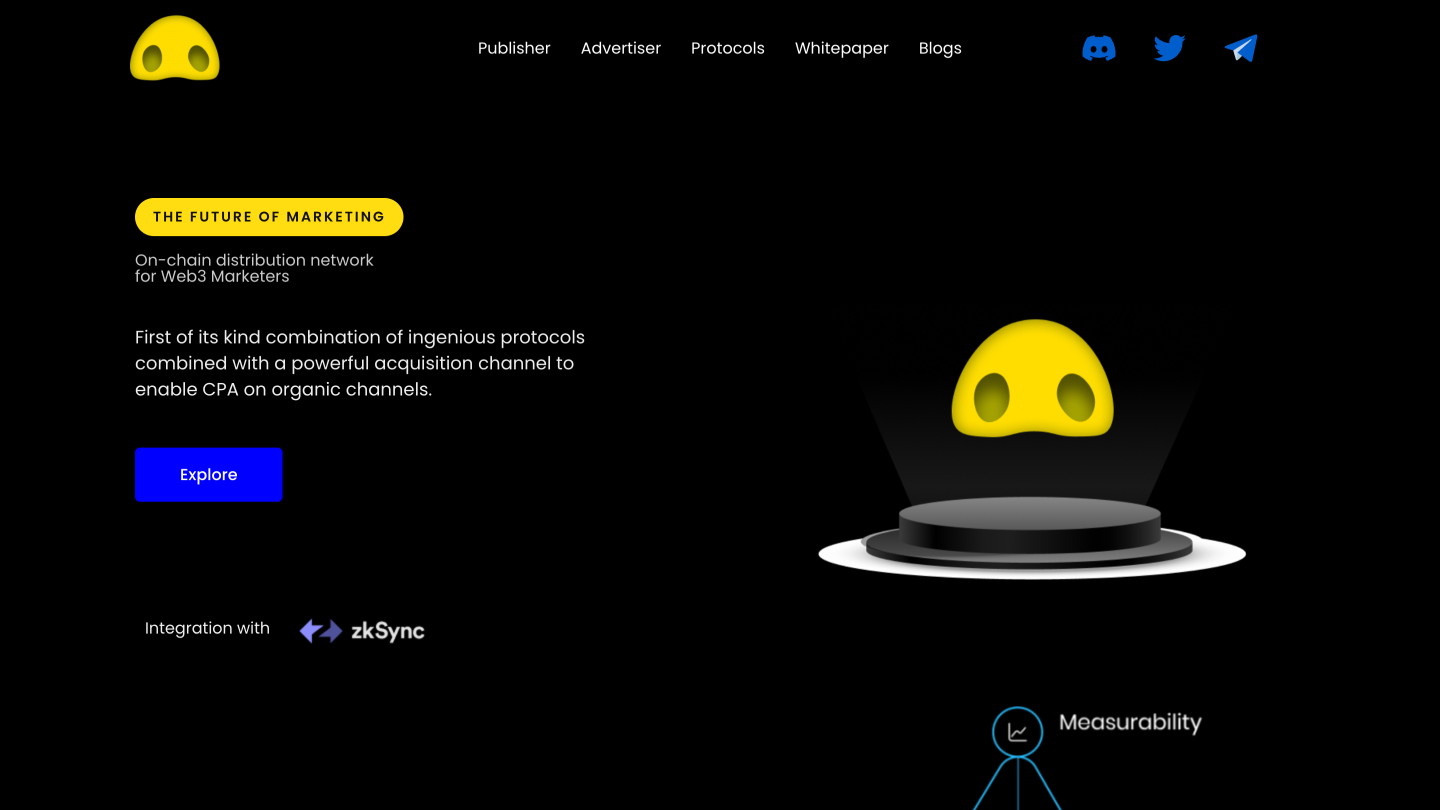 Publisher Advertiser Protocols Whitepaper Blogs
THE FUTURE OF MARKETING
On-chain distribution network
for Web3 Marketers
First of its kind combination of ingenious protocols
combined with a powerful acquisition channel to
enable CPA on organic channels.
Explore
Integration with zkSync
Measurability